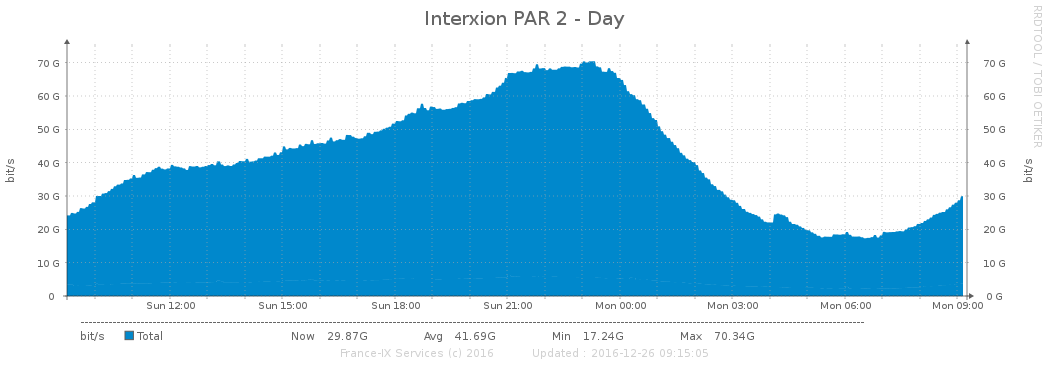 Interxion PAR 2 - Day
RRDTOOL / TOBI OETIKER
bit/s
bit/s
70 G
70 G
60 G
60 G
50 G
50 G
40 G
40 G
30 G
30 G
20 G
20 G
10 G
10 G
0
0 G
Sun 12:00 Sun 15:00 Sun 18:00 Sun 21:00 Mon 00:00 Mon 03:00 Mon 06:00 Mon 09:00
bit/s Total Now 29.87G Avg 41.69G Min 17.24G Max 70.34G
France-IX Services (c) 2016 Updated : 2016-12-26 09:15:05